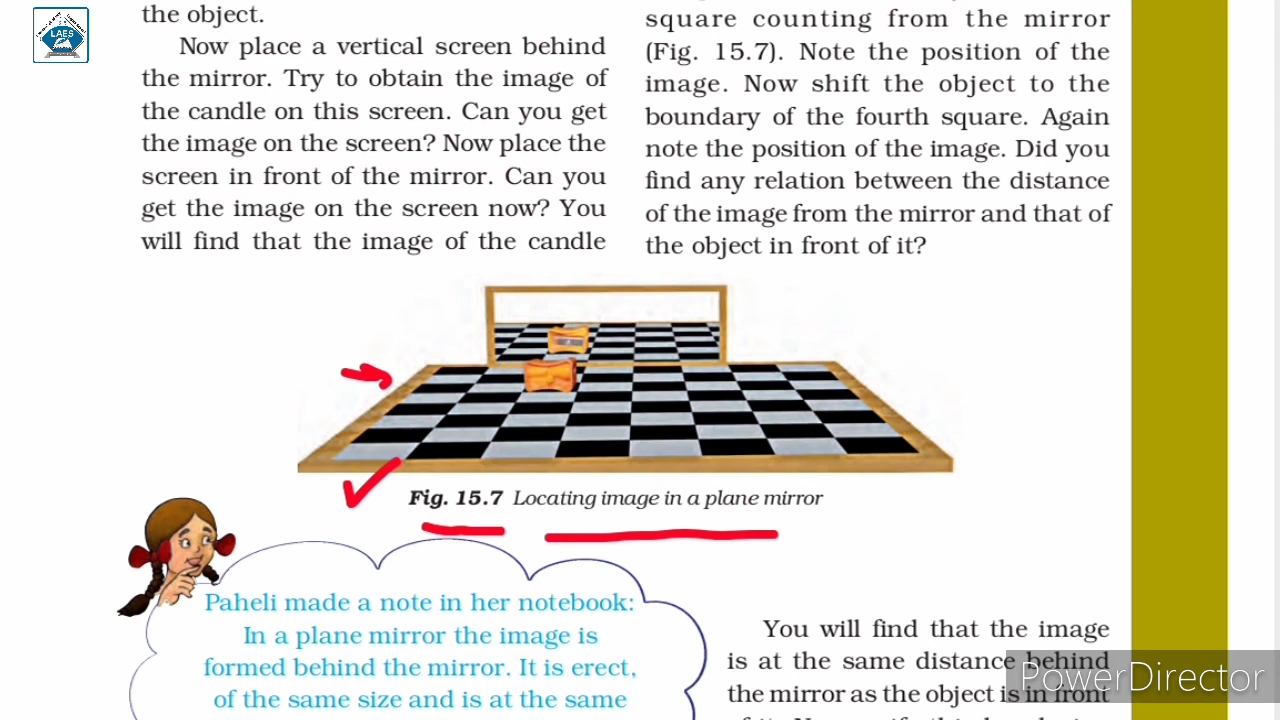 LAES
the object.
Now place a vertical screen behind
the mirror. Try to obtain the image of
the candle on this screen. Can you get
the image on the screen? Now place the
screen in front of the mirror. Can you
get the image on the screen now? You
will find that the image of the candle
square counting from the mirror
(Fig. 15.7). Note the position of the
image. Now shift the object to the
boundary of the fourth square. Again
note the position of the image. Did you
find any relation between the distance
of the image from the mirror and that of
the object in front of it?
Fig. 15.7 Locating image in a plane mirror
Paheli made a note in her notebook:
In a plane mirror the image is
formed behind the mirror. It is erect,
of the same size and is at the same
You will find that the image
is at the same distance behind
the mirror as the object is in front
PowerDirector